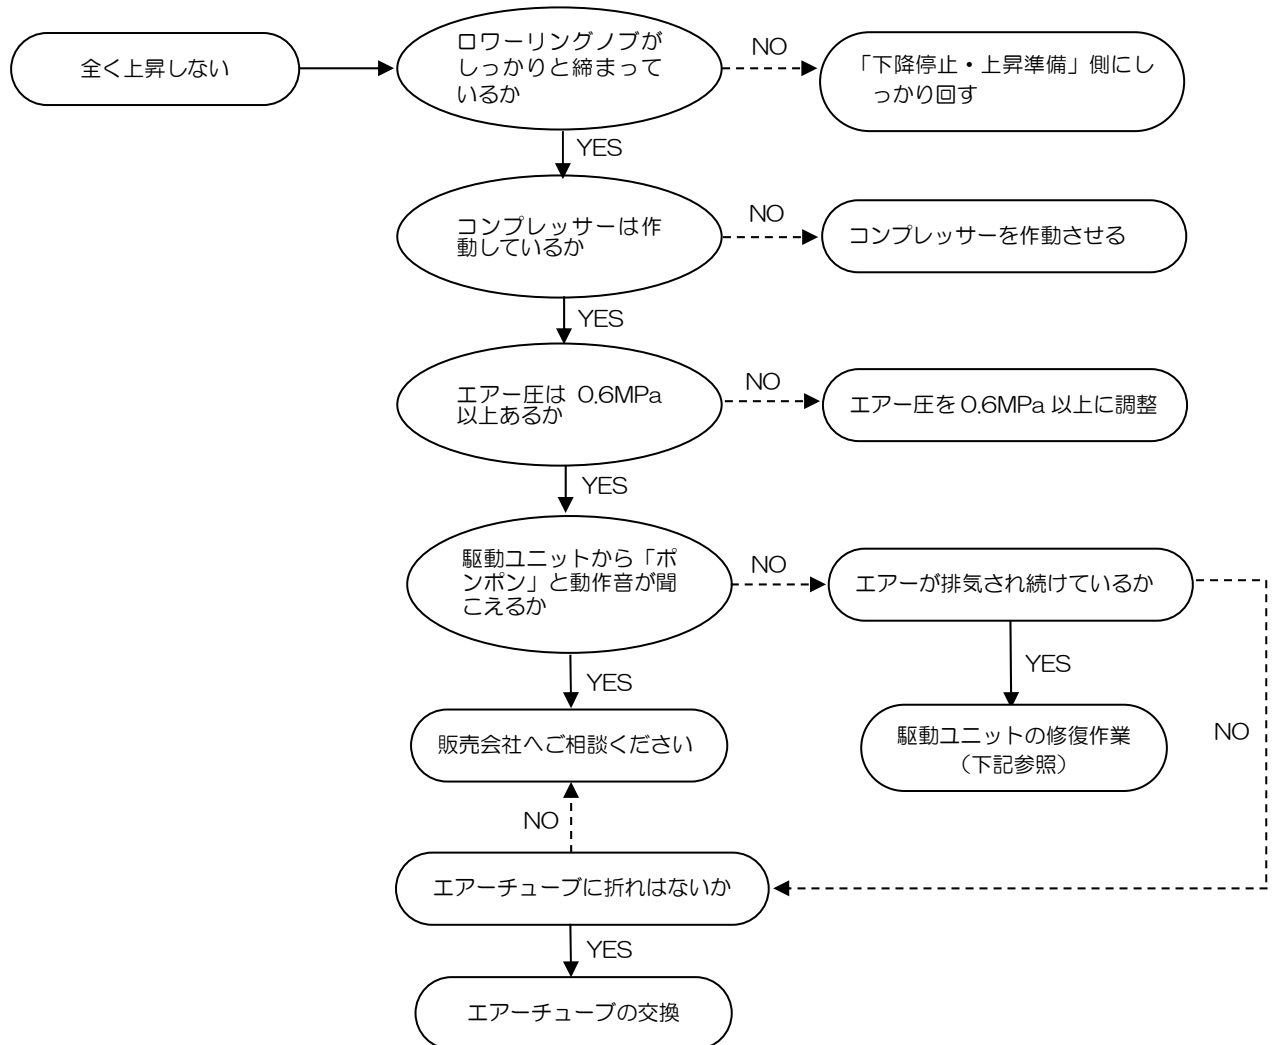 全く上昇しない
ロワーリングノブが
しっかりと締まって
いるか
NO
「下降停止・上昇準備」側にし
っかり回す
YES
コンプレッサーは作
動しているか
NO
コンプレッサーを作動させる
YES
エアー圧は 0.6MPa
以上あるか
NO
エアー圧を0.6MPa 以上に調整
YES
駆動ユニットから「ポ
ンポン」と動作音が聞
こえるか
NO
エアーが排気され続けているか
YES
YES
NO
販売会社へご相談ください
駆動ユニットの修復作業
（下記参照）
NO
エアーチューブに折れはないか
YES
エアーチューブの交換